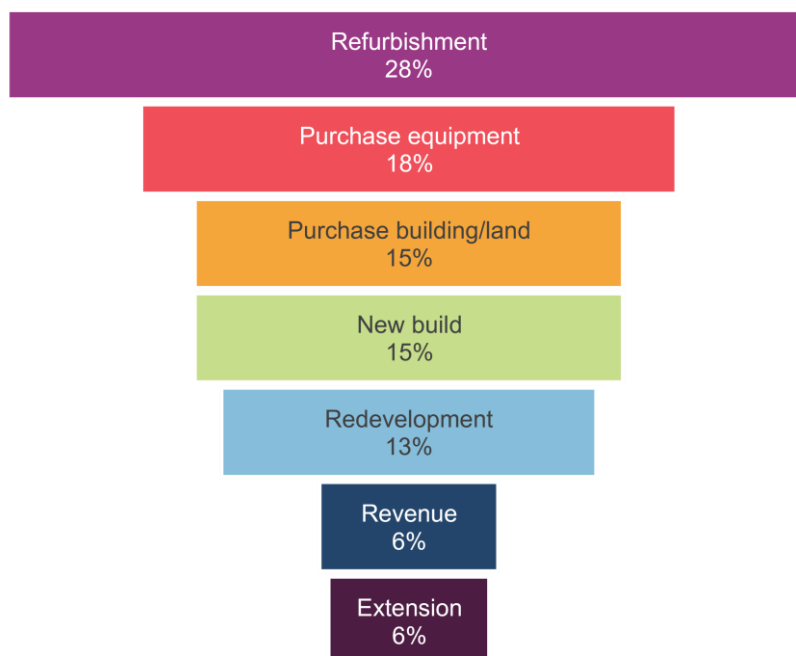 Refurbishment
28%
Purchase equipment
18%
Purchase building/land
15%
New build
15%
Redevelopment
13%
Revenue
6%
Extension
6%